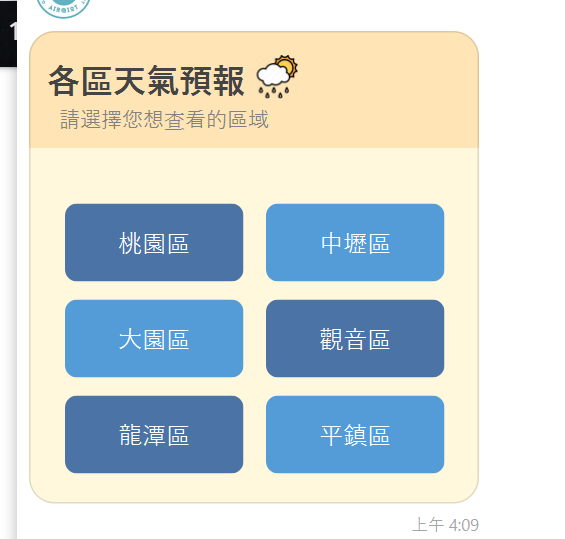 AIRGIRT
各區天氣預報
請選擇您想查看的區域
桃園區 中壢區
大園區 觀音區
龍潭區 平鎮區
上午 4:09